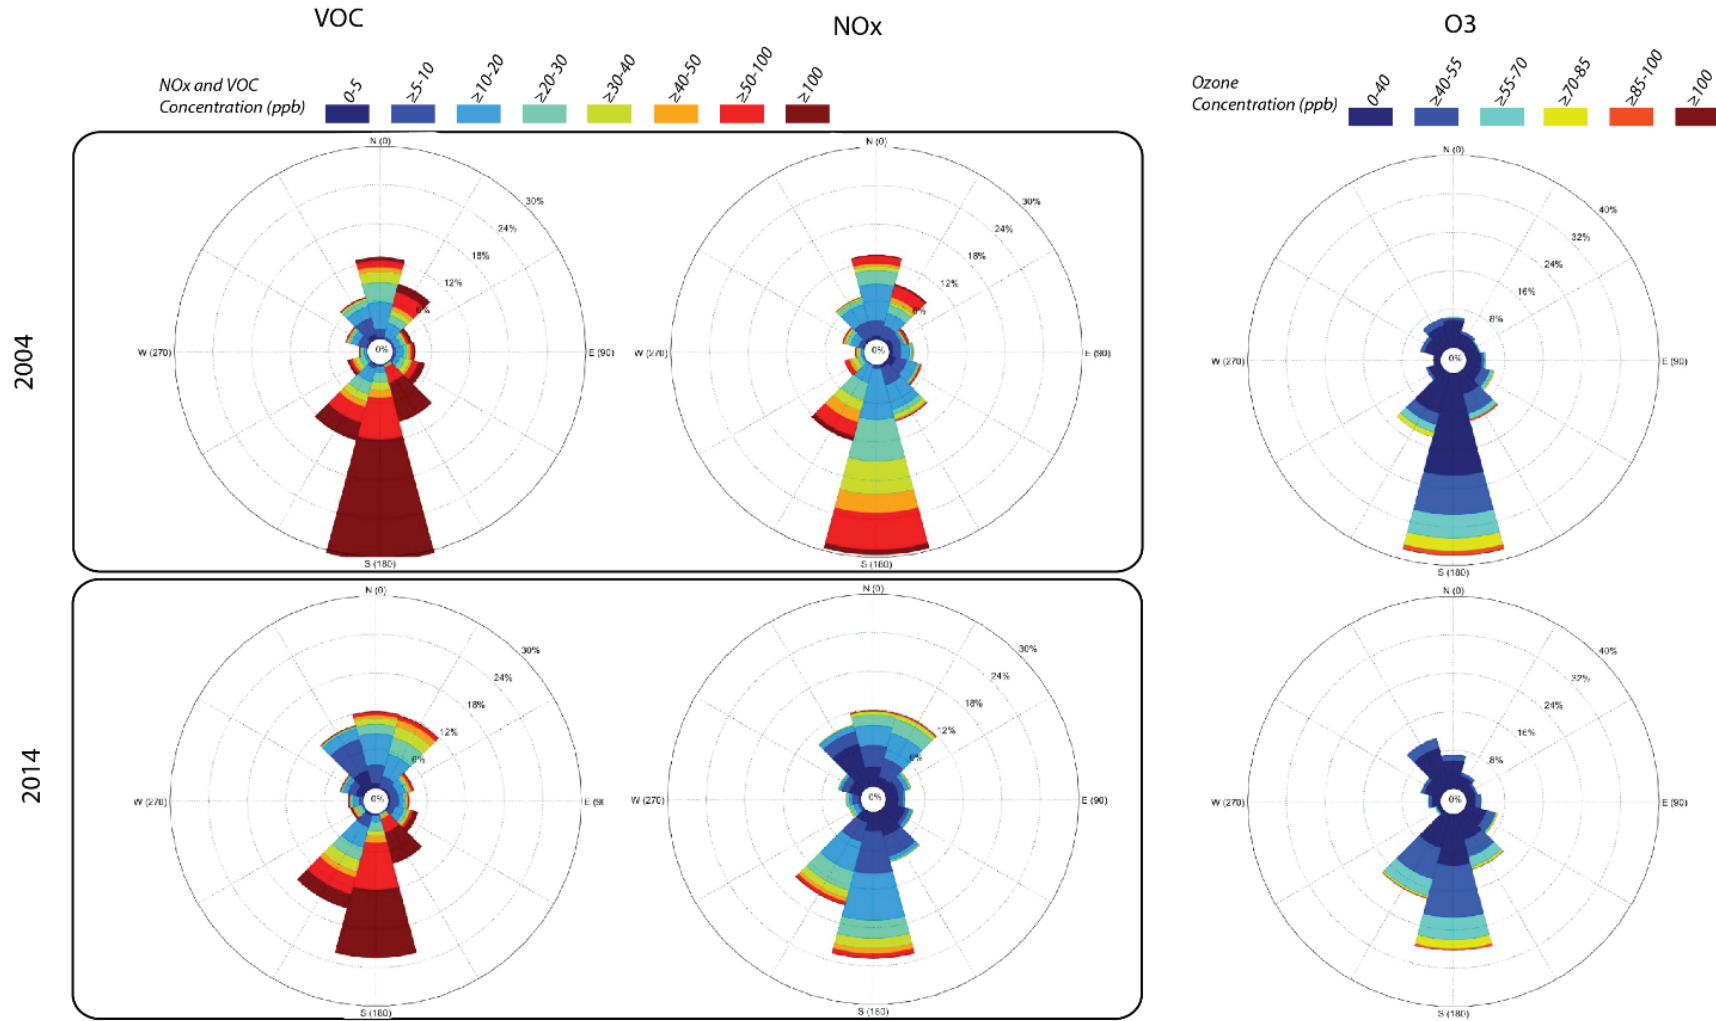 VOC
NOx
O3
NOx and VOC
Concentration (ppb)
0-5
≥5-10
≥10-20
≥20-30
≥30-40
≥40-50
≥50-100
≥100
Ozone
Concentration (ppb)
0-40
≥40-55
≥55-70
≥70-85
≥85-100
≥100
2004
N (0)
30%
24%
18%
12%
6%
0%
W (270)
E (90)
S (180)
N (0)
30%
24%
18%
12%
6%
0%
W (270)
E (90)
S (180)
N (0)
40%
32%
24%
16%
8%
0%
W (270)
E (90)
S (180)
2014
N (0)
30%
24%
18%
12%
6%
0%
W (270)
E (9(
S (180)
N (0)
30%
24%
18%
12%
6%
0%
W (270)
E (90)
S (180)
N (0)
40%
32%
24%
16%
8%
0%
W (270)
E (90)
S (180)